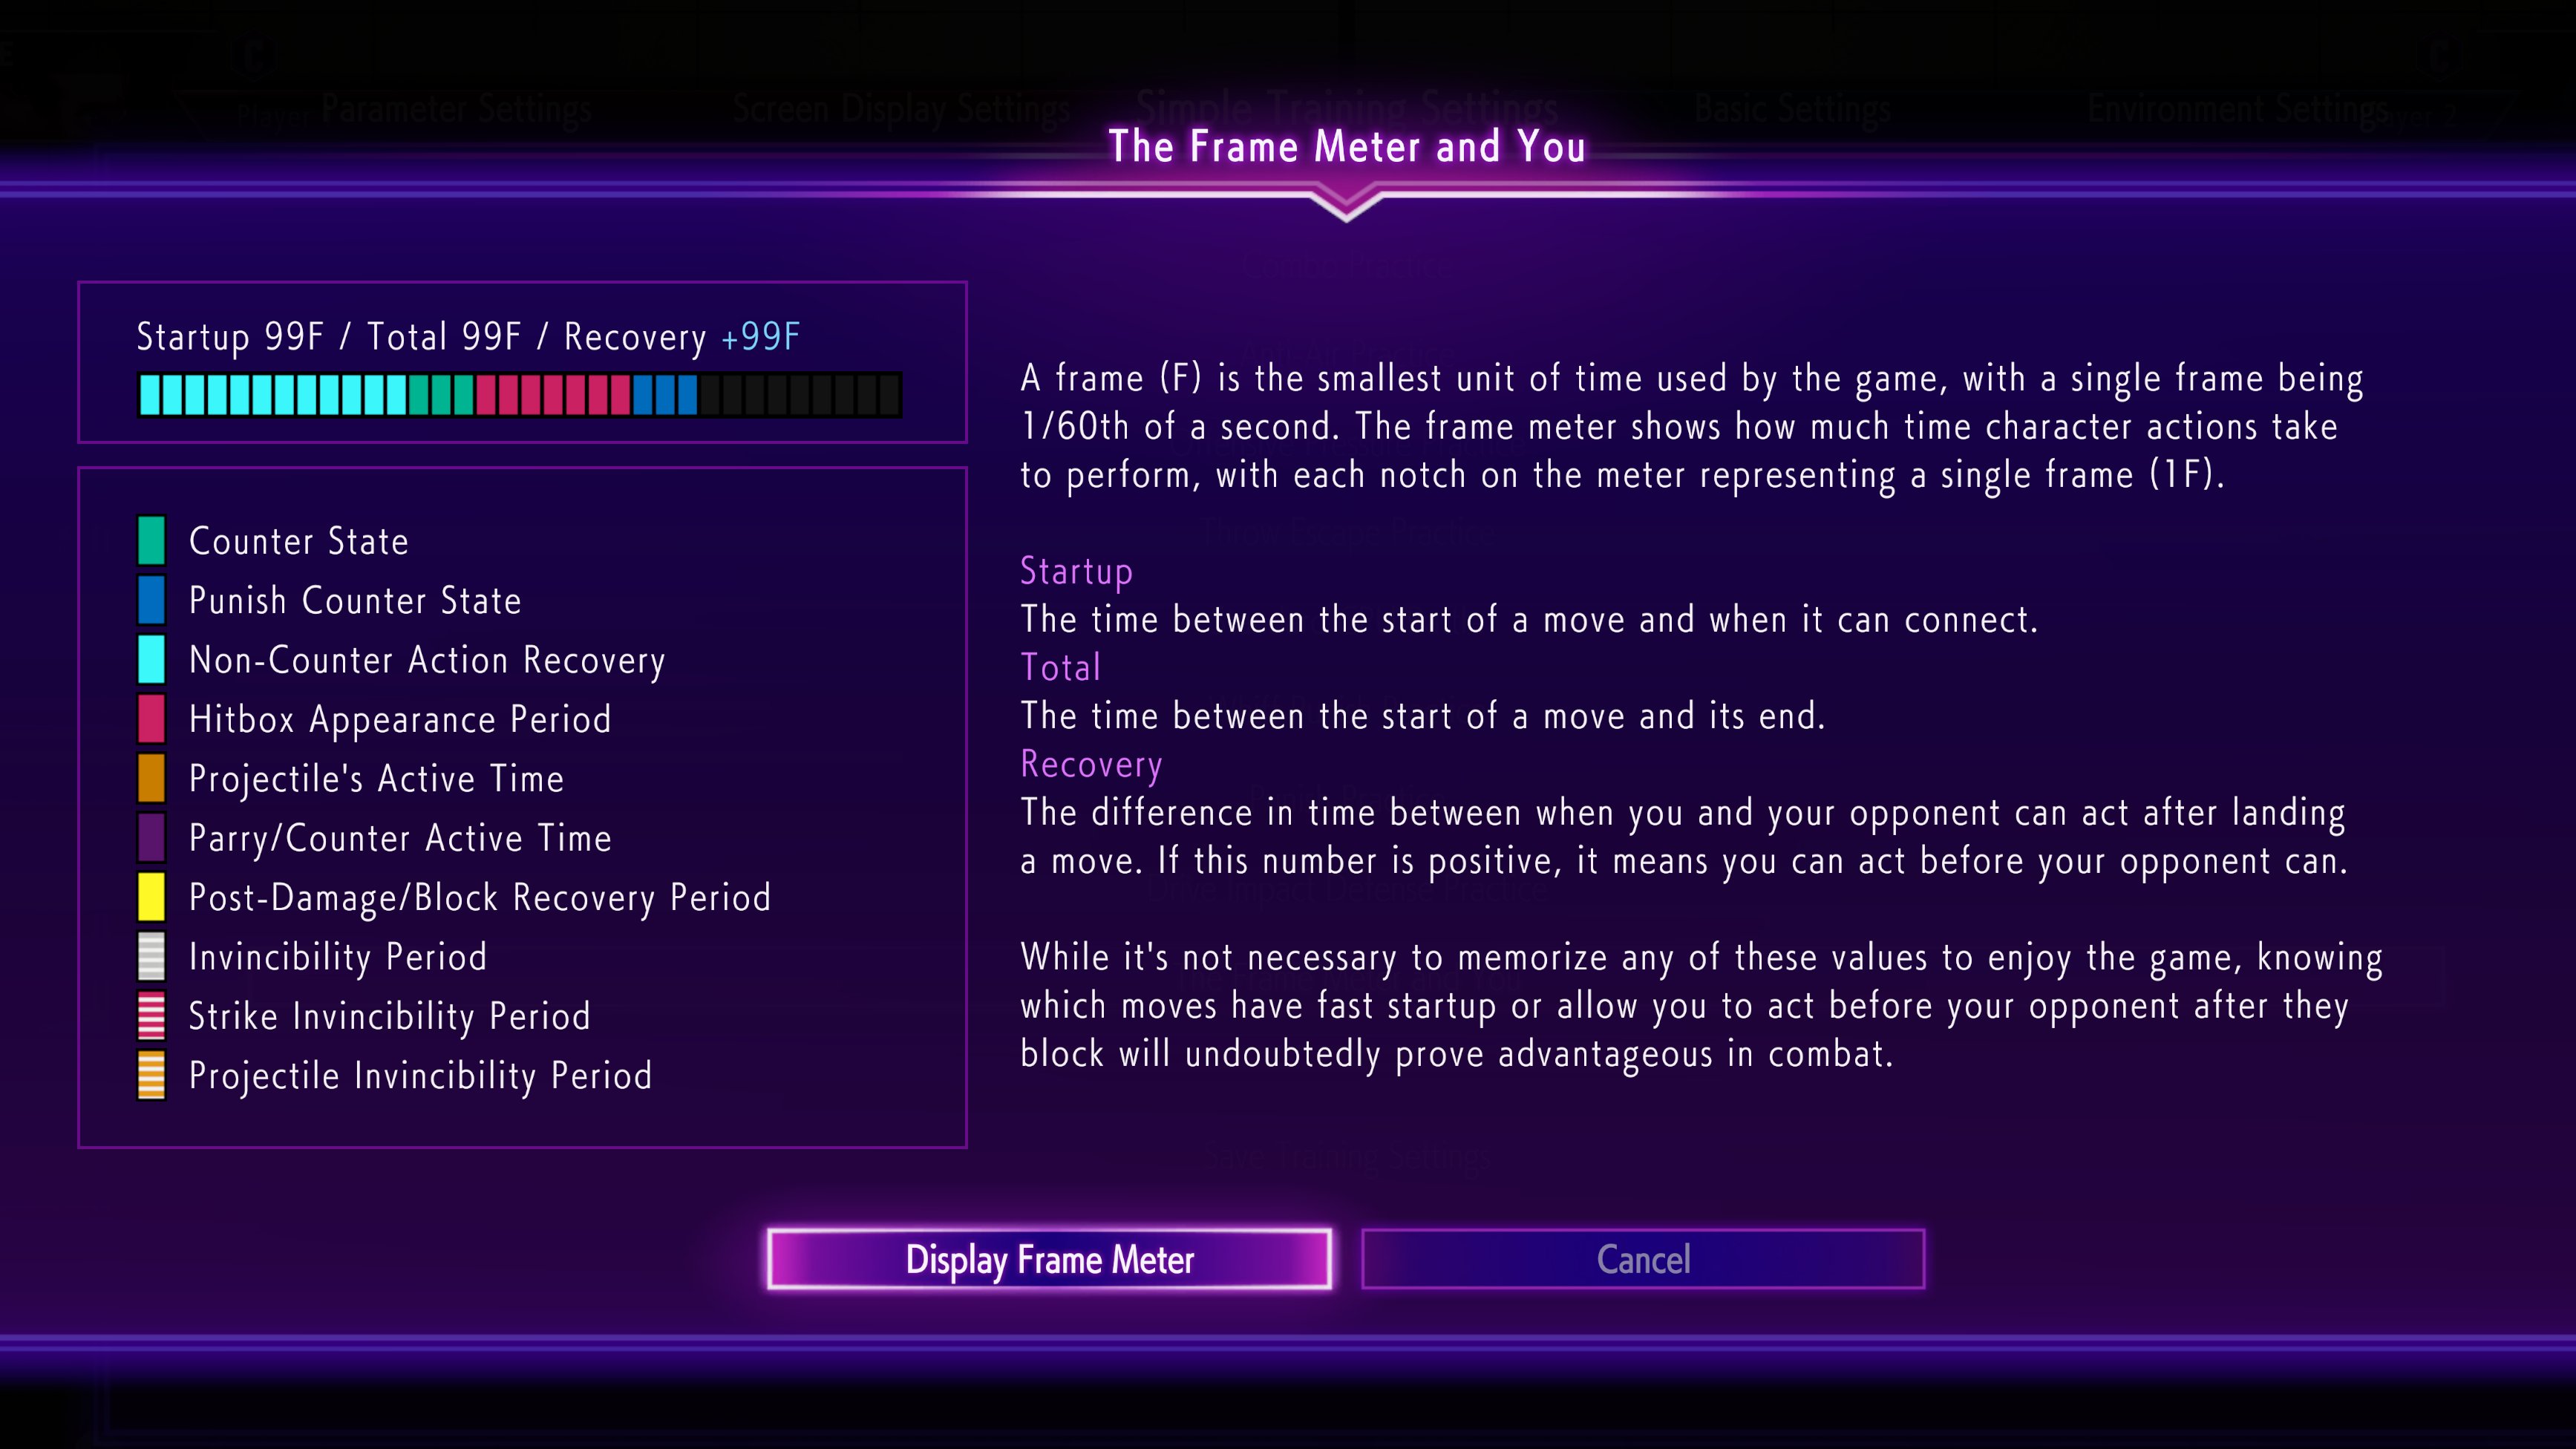 Parameter Settings
Screen Display Settings
Simple Training Settings
Basic Settings
Environment Settings
The Frame Meter and You
Startup 99F / Total 99F / Recovery +99F
Counter State
Punish Counter State
Non-Counter Action Recovery
Hitbox Appearance Period
Projectile's Active Time
Parry/Counter Active Time
Post-Damage/Block Recovery Period
Invincibility Period
Strike Invincibility Period
Projectile Invincibility Period
A frame (F) is the smallest unit of time used by the game, with a single frame being
1/60th of a second. The frame meter shows how much time character actions take
to perform, with each notch on the meter representing a single frame (1F).
Startup
The time between the start of a move and when it can connect.
Total
The time between the start of a move and its end.
Recovery
The difference in time between when you and your opponent can act after landing
a move. If this number is positive, it means you can act before your opponent can.
While it's not necessary to memorize any of these values to enjoy the game, knowing
which moves have fast startup or allow you to act before your opponent after they
block will undoubtedly prove advantageous in combat.
Throw Escape Practice
Save Training Settings
Display Frame Meter
Cancel